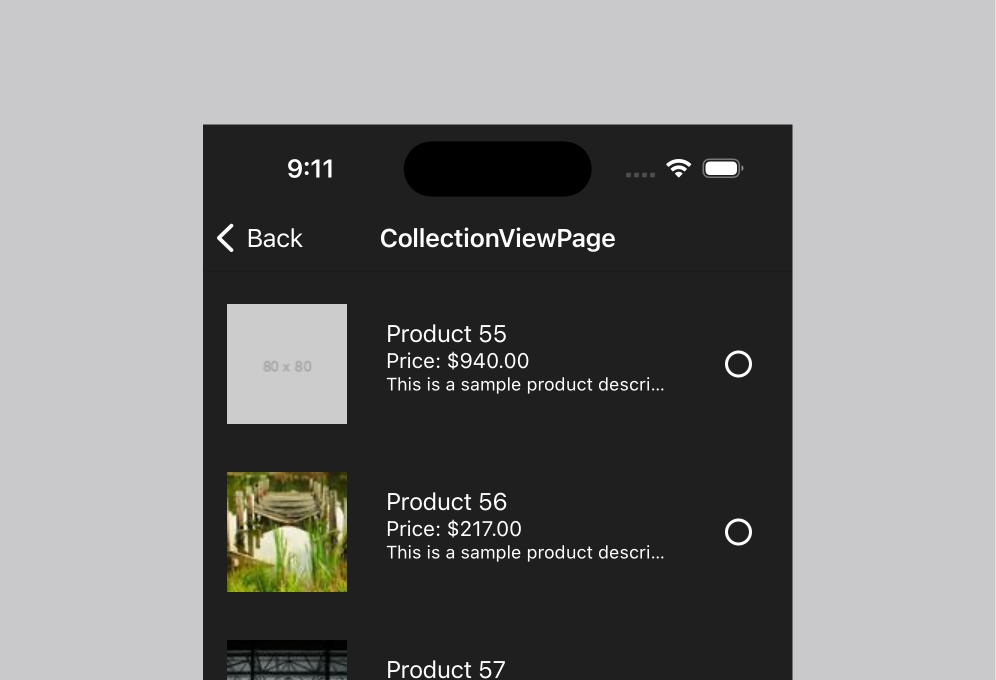 9:11
Back
CollectionViewPage
80 x 80
Product 55
Price: $940.00
This is a sample product descri...
Product 56
Price: $217.00
This is a sample product descri...
Product 57